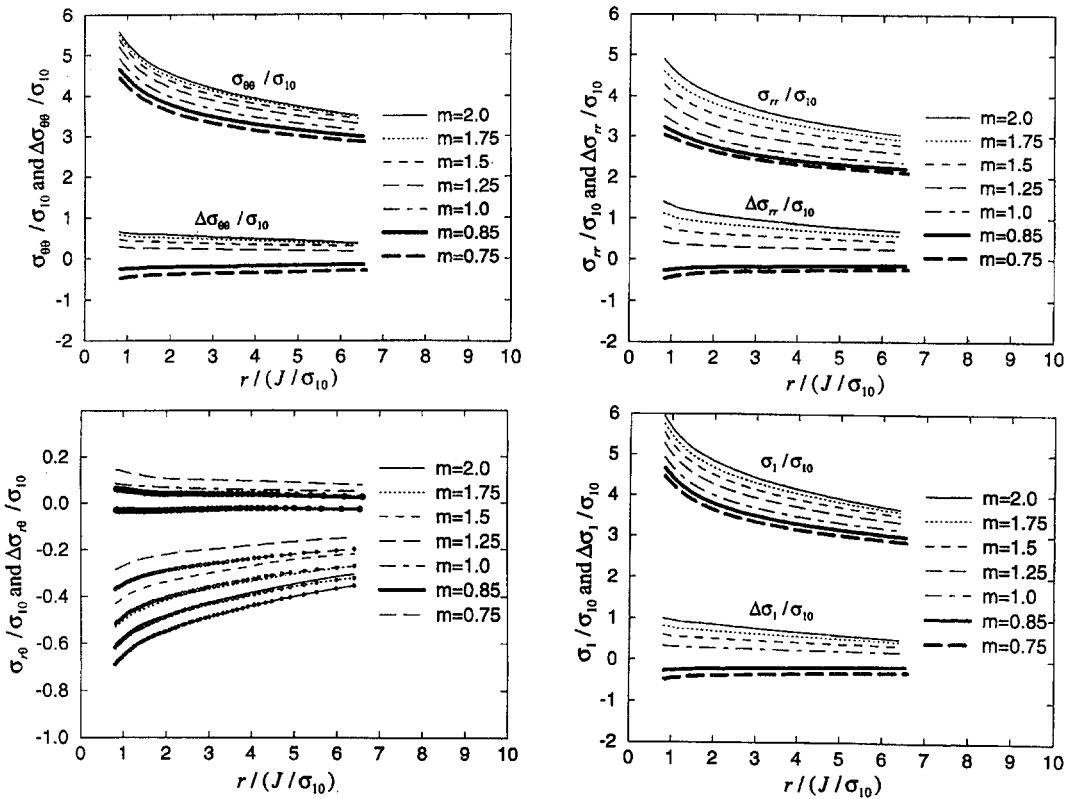 σθθ /σ10 and Δσθθ /σ10
6
5
4
3
2
1
0
-1
-2
σθθ /σ10
Δσθθ /σ10
m=2.0
m=1.75
m=1.5
m=1.25
m=1.0
m=0.85
m=0.75
0 1 2 3 4 5 6 7 8 9 10
r / (J /σ10)
σrr /σ10 and Δσrr /σ10
6
5
4
3
2
1
0
-1
-2
σrr /σ10
Δσrr /σ10
m=2.0
m=1.75
m=1.5
m=1.25
m=1.0
m=0.85
m=0.75
0 1 2 3 4 5 6 7 8 9 10
r / (J /σ10)
σrθ /σ10 and Δσrθ /σ10
0.2
0.0
-0.2
-0.4
-0.6
-0.8
-1.0
m=2.0
m=1.75
m=1.5
m=1.25
m=1.0
m=0.85
m=0.75
0 1 2 3 4 5 6 7 8 9 10
r / (J /σ10)
σ1 /σ10 and Δσ1 /σ10
6
5
4
3
2
1
0
-1
-2
σ1 /σ10
Δσ1 /σ10
m=2.0
m=1.75
m=1.5
m=1.25
m=1.0
m=0.85
m=0.75
0 1 2 3 4 5 6 7 8 9 10
r / (J /σ10)